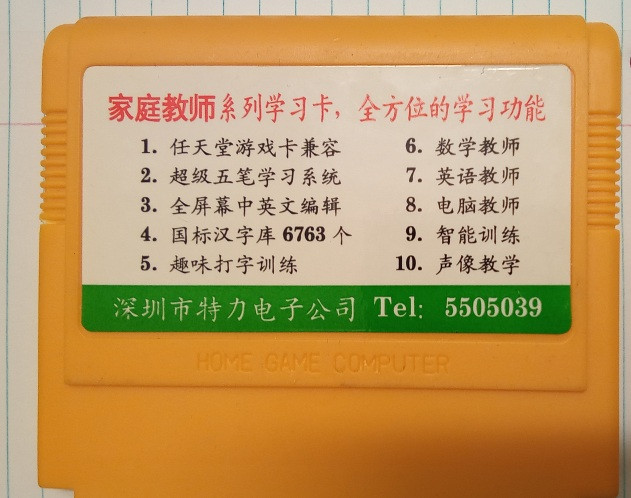 家庭教师系列学习卡，全方位的学习功能
1. 任天堂游戏卡兼容
2. 超级五笔学习系统
3. 全屏幕中英文编辑
4. 国标汉字库 6763 个
5. 趣味打字训练
6. 数学教师
7. 英语教师
8. 电脑教师
9. 智能训练
10. 声像教学
深圳市特力电子公司 Tel: 5505039
HOME GAME COMPUTER